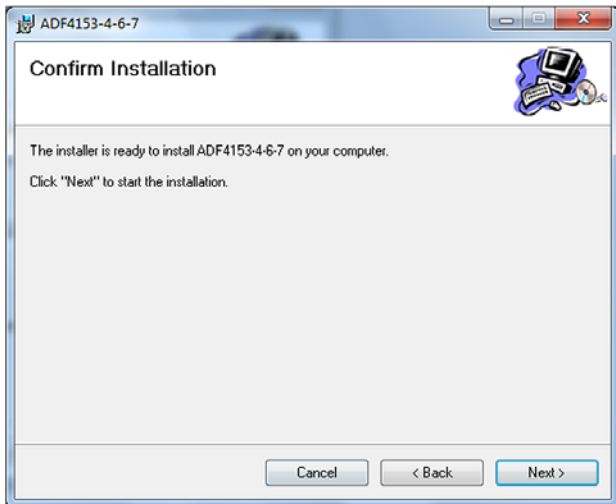 ADF4153-4-6-7
Confirm Installation
The installer is ready to install ADF4153-4-6-7 on your computer.
Click "Next" to start the installation.
Cancel
< Back
Next >